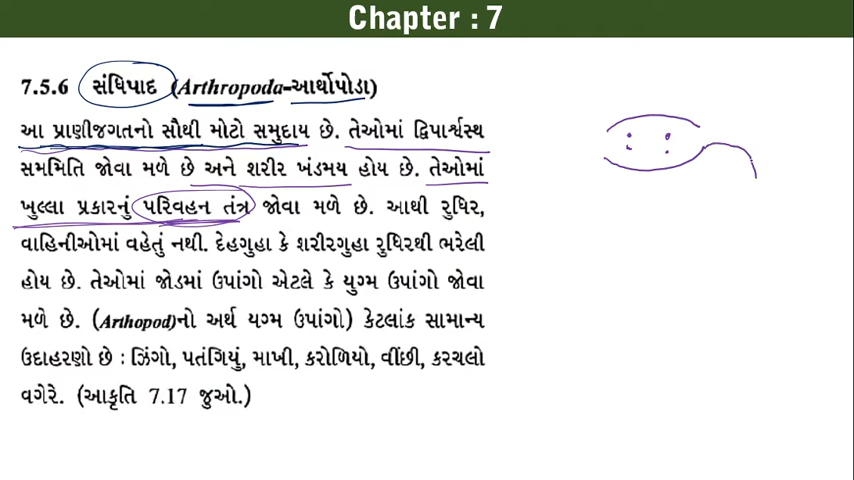 Chapter : 7
7.5.6 સંધિપાદ (Arthropoda-આર્થોપોડા)
આ પ્રાણીજગતનો સૌથી મોટો સમુદાય છે. તેઓમાં દ્વિપાર્શ્વસ્થ
સમમિતિ જોવા મળે છે અને શરીર ખંડમય હોય છે. તેઓમાં
ખુલ્લા પ્રકારનું પરિવહન તંત્ર જોવા મળે છે. આથી રુધિર,
વાહિનીઓમાં વહેતું નથી. દેહગુહા કે શરીરગુહા રુધિરથી ભરેલી
હોય છે. તેઓમાં જોડમાં ઉપાંગો એટલે કે યુગ્મ ઉપાંગો જોવા
મળે છે. (Arthopod)નો અર્થ યગ્મ ઉપાંગો) કેટલાંક સામાન્ય
ઉદાહરણો છે : ઝિંગો, પતંગિયું, માખી, કરોળિયો, વીંછી, કરચલો
વગેરે. (આકૃતિ 7.17 જુઓ.)